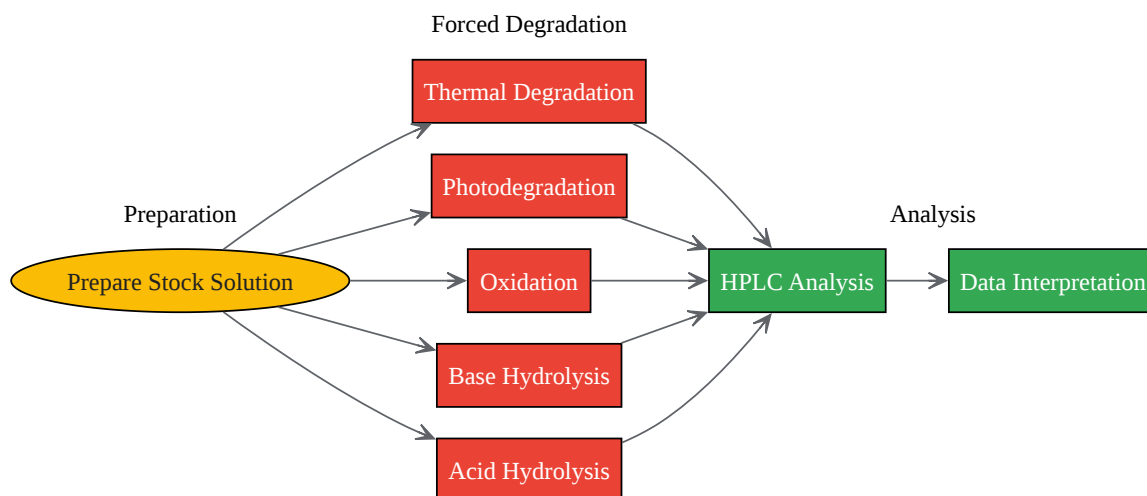 Forced Degradation
Thermal Degradation
Photodegradation
Preparation
Analysis
Prepare Stock Solution
Oxidation
HPLC Analysis
Data Interpretation
Base Hydrolysis
Acid Hydrolysis